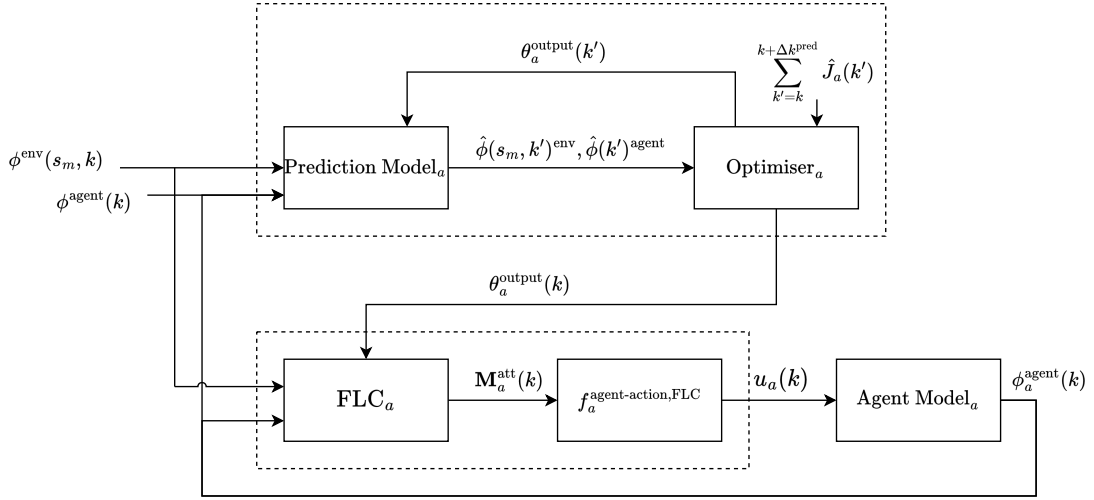 θ_a^output(k′)
∑_{k′=k}^{k+Δk^pred} Ĵ_a(k′)
ϕ^env(s_m, k)
ϕ^agent(k)
Prediction Model_a
ϕ̂(s_m, k′)^env, ϕ̂(k′)^agent
Optimiser_a
θ_a^output(k)
FLC_a
𝐌_a^att(k)
f_a^agent-action,FLC
u_a(k)
Agent Model_a
ϕ_a^agent(k)